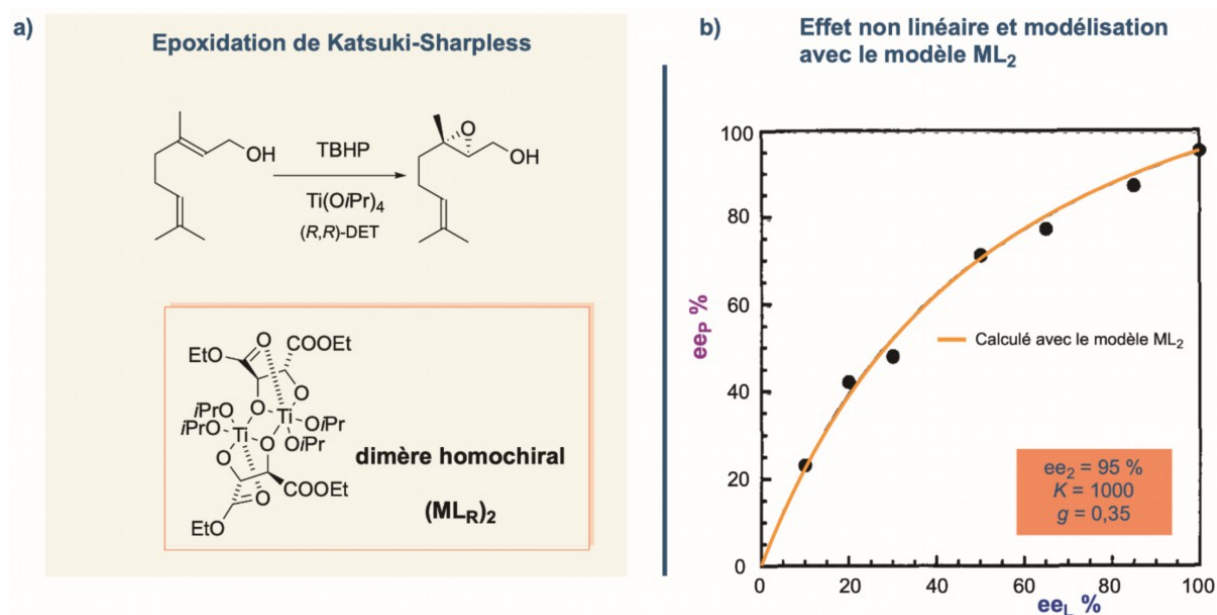 a)
Epoxidation de Katsuki-Sharpless
OH
TBHP
Ti(OiPr)4
(R,R)-DET
O
OH
EtO
O
COOEt
O
O
iPrO
iPrO
Ti
Ti
OiPr
OiPr
O
O
COOEt
O
EtO
dimère homochiral
(MLR)2
b)
Effet non linéaire et modélisation
avec le modèle ML2
100
80
60
40
20
0
eeP %
Calculé avec le modèle ML2
ee2 = 95 %
K = 1000
g = 0,35
0 20 40 60 80 100
eeL %